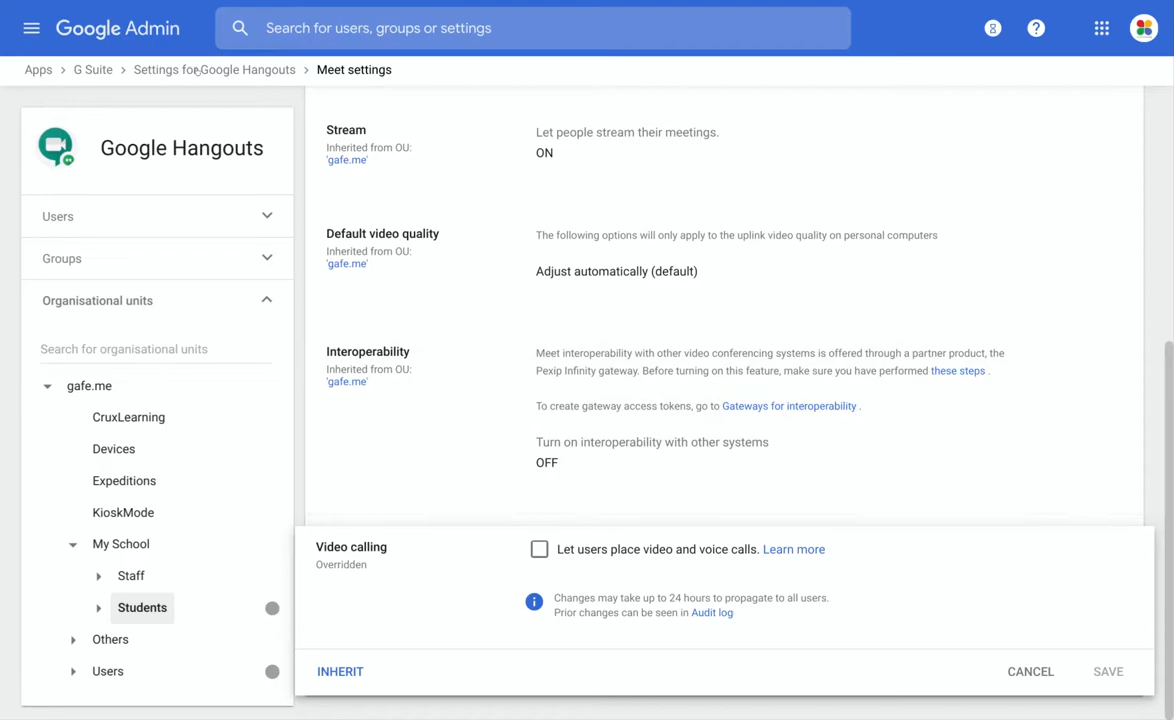 Google Admin
Search for users, groups or settings
Apps > G Suite > Settings for Google Hangouts > Meet settings
Google Hangouts
Users
Groups
Organisational units
Search for organisational units
gafe.me
CruxLearning
Devices
Expeditions
KioskMode
My School
Staff
Students
Others
Users
Stream
Inherited from OU:
'gafe.me'
Let people stream their meetings.
ON
Default video quality
Inherited from OU:
'gafe.me'
The following options will only apply to the uplink video quality on personal computers
Adjust automatically (default)
Interoperability
Inherited from OU:
'gafe.me'
Meet interoperability with other video conferencing systems is offered through a partner product, the
Pexip Infinity gateway. Before turning on this feature, make sure you have performed these steps .
To create gateway access tokens, go to Gateways for interoperability .
Turn on interoperability with other systems
OFF
Video calling
Overridden
Let users place video and voice calls. Learn more
Changes may take up to 24 hours to propagate to all users.
Prior changes can be seen in Audit log
INHERIT
CANCEL
SAVE